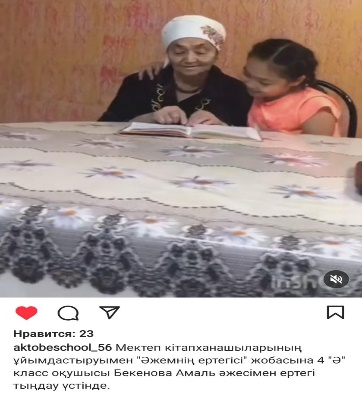 Нравится: 23
aktobeschool_56 Мектеп кітапханашыларының
ұйымдастыруымен "Әжемнің ертегісі" жобасына 4 "Ә"
класс оқушысы Бекенова Амаль әжесімен ертегі
тыңдау үстінде.